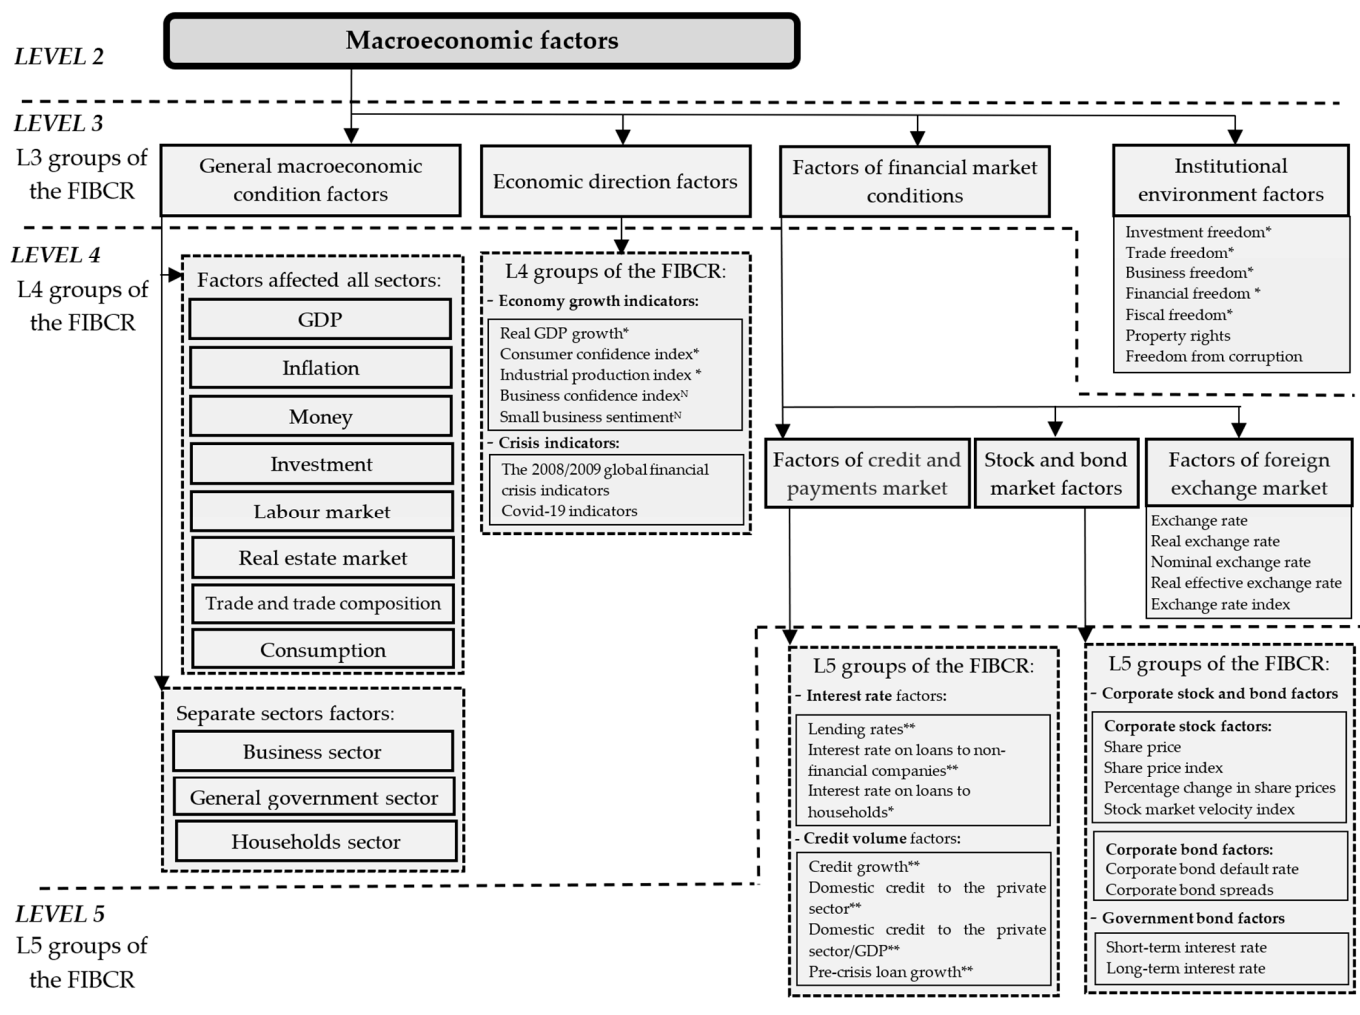 Macroeconomic factors
LEVEL 2
LEVEL 3
L3 groups of
the FIBCR
General macroeconomic
condition factors
Economic direction factors
Factors of financial market
conditions
Institutional
environment factors
Investment freedom*
Trade freedom*
Business freedom*
Financial freedom *
Fiscal freedom*
Property rights
Freedom from corruption
LEVEL 4
L4 groups of
the FIBCR
Factors affected all sectors:
GDP
Inflation
Money
Investment
Labour market
Real estate market
Trade and trade composition
Consumption
Separate sectors factors:
Business sector
General government sector
Households sector
L4 groups of the FIBCR:
- Economy growth indicators:
Real GDP growth*
Consumer confidence index*
Industrial production index *
Business confidence indexᴺ
Small business sentimentᴺ
- Crisis indicators:
The 2008/2009 global financial
crisis indicators
Covid-19 indicators
Factors of credit and
payments market
Stock and bond
market factors
Factors of foreign
exchange market
Exchange rate
Real exchange rate
Nominal exchange rate
Real effective exchange rate
Exchange rate index
LEVEL 5
L5 groups of
the FIBCR
L5 groups of the FIBCR:
- Interest rate factors:
Lending rates**
Interest rate on loans to non-
financial companies**
Interest rate on loans to
households*
- Credit volume factors:
Credit growth**
Domestic credit to the private
sector**
Domestic credit to the private
sector/GDP**
Pre-crisis loan growth**
L5 groups of the FIBCR:
- Corporate stock and bond factors
Corporate stock factors:
Share price
Share price index
Percentage change in share prices
Stock market velocity index
Corporate bond factors:
Corporate bond default rate
Corporate bond spreads
- Government bond factors
Short-term interest rate
Long-term interest rate